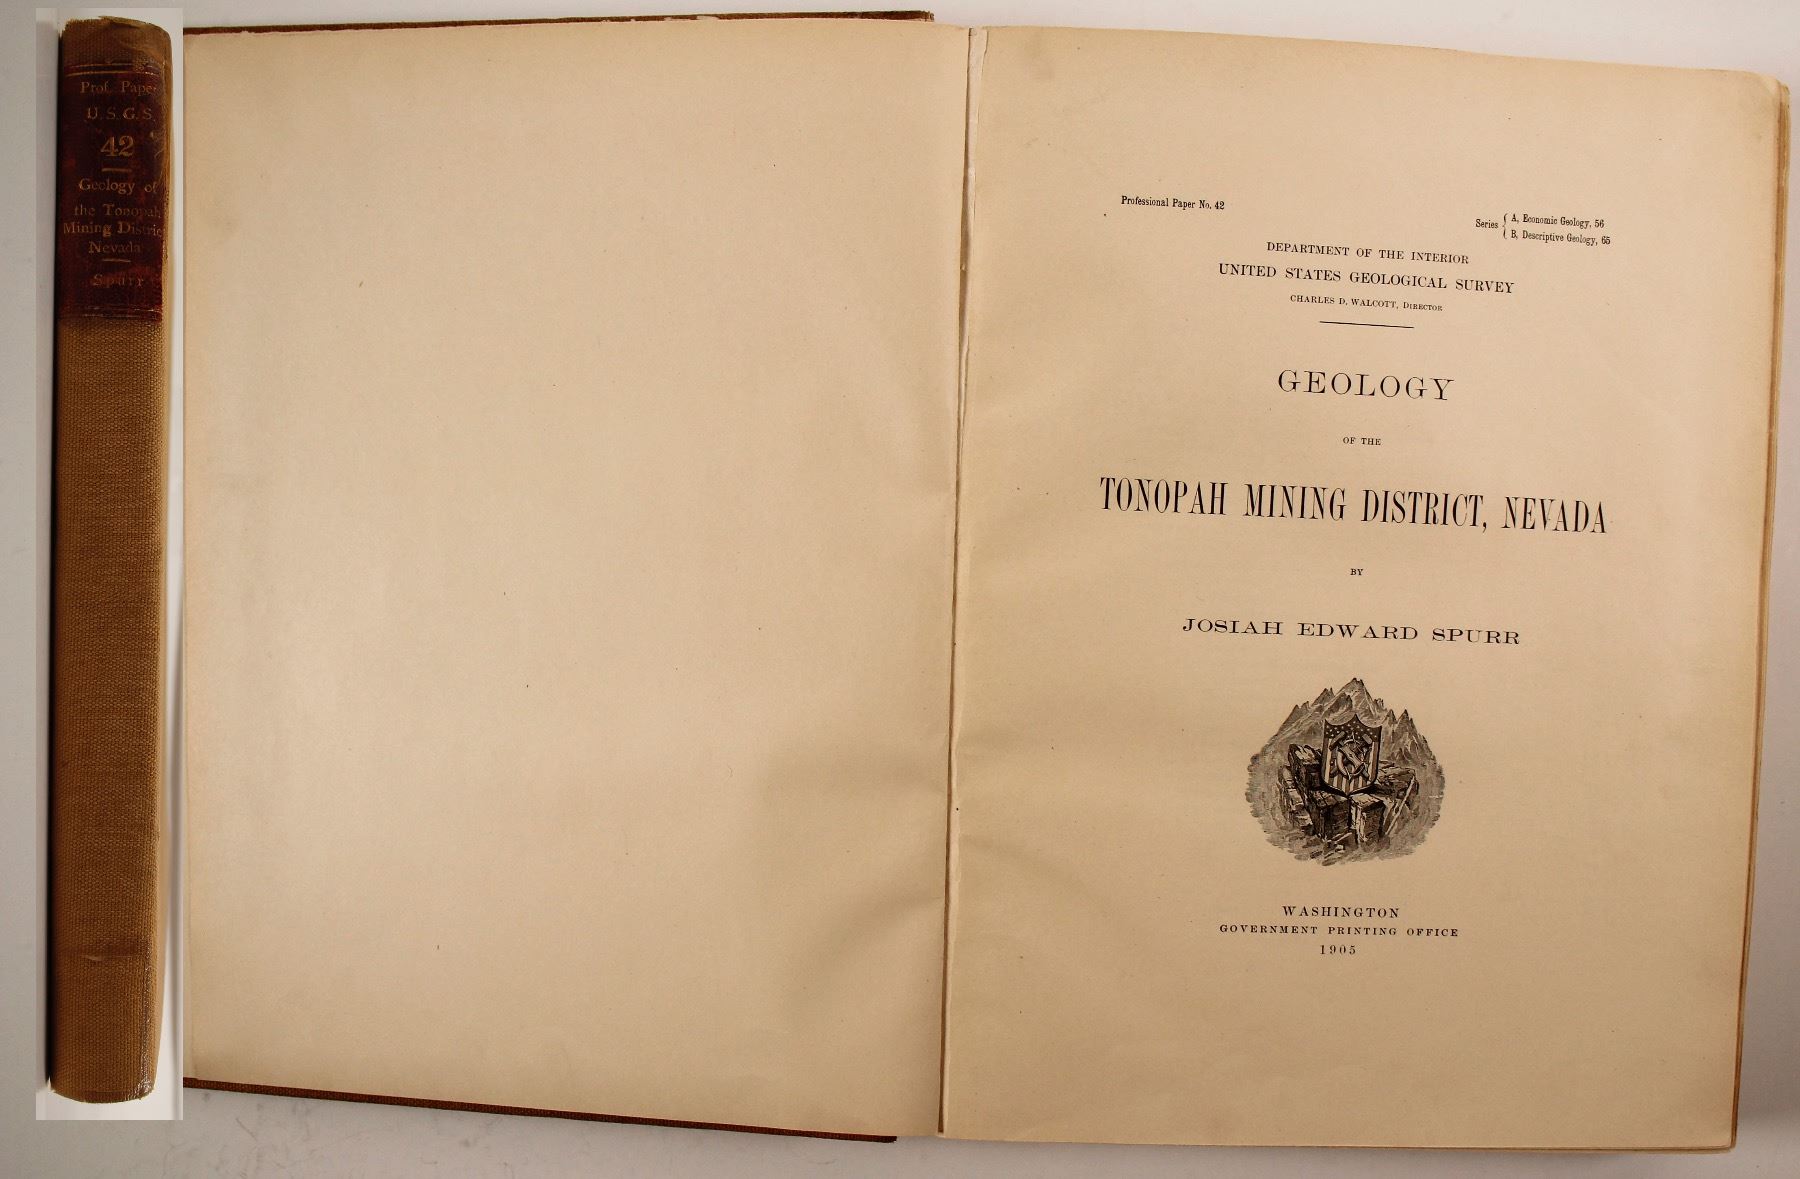 Prof. Paper
U.S.G.S.
42
Geology of
the Tonopah
Mining District
Nevada
Spurr
Professional Paper No. 42
Series { A, Economic Geology, 56
{ B, Descriptive Geology, 65
DEPARTMENT OF THE INTERIOR
UNITED STATES GEOLOGICAL SURVEY
CHARLES D. WALCOTT, DIRECTOR
GEOLOGY
OF THE
TONOPAH MINING DISTRICT, NEVADA
BY
JOSIAH EDWARD SPURR
WASHINGTON
GOVERNMENT PRINTING OFFICE
1905